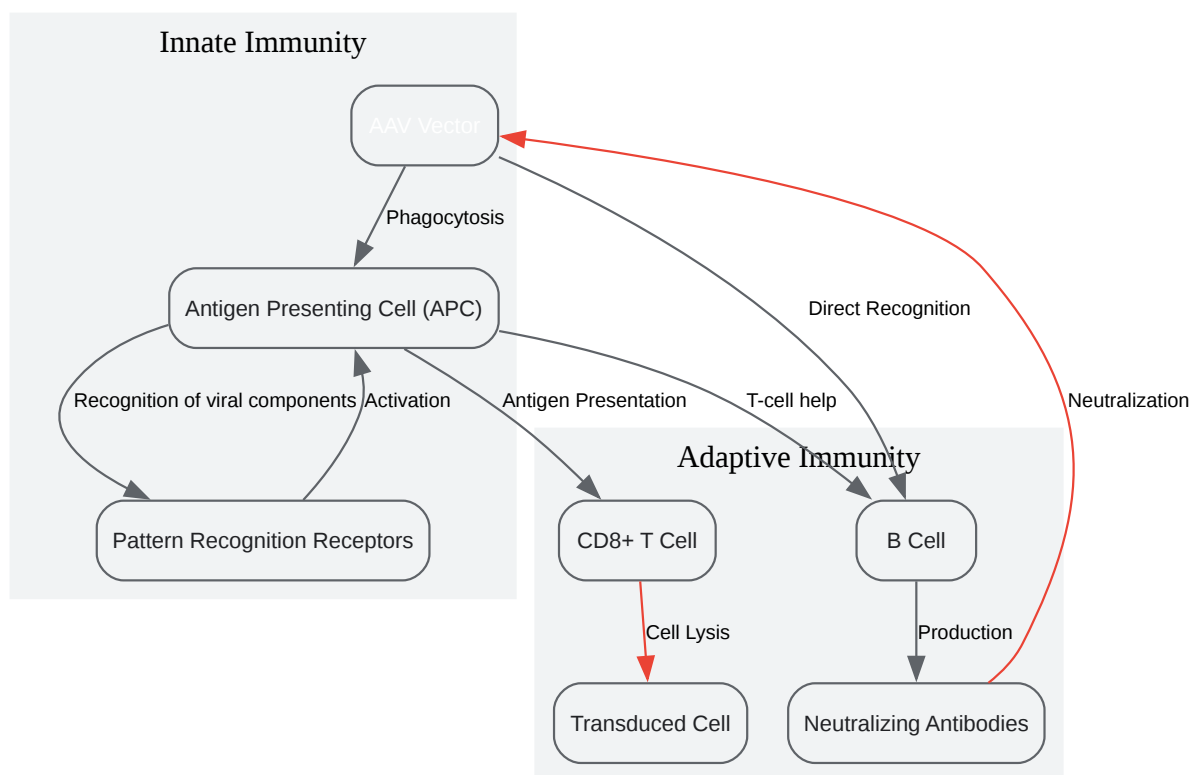 Innate Immunity
AAV Vector
Phagocytosis
Antigen Presenting Cell (APC)
Direct Recognition
Recognition of viral components
Activation
Antigen Presentation
T-cell help
Neutralization
Adaptive Immunity
Pattern Recognition Receptors
CD8+ T Cell
B Cell
Cell Lysis
Production
Transduced Cell
Neutralizing Antibodies